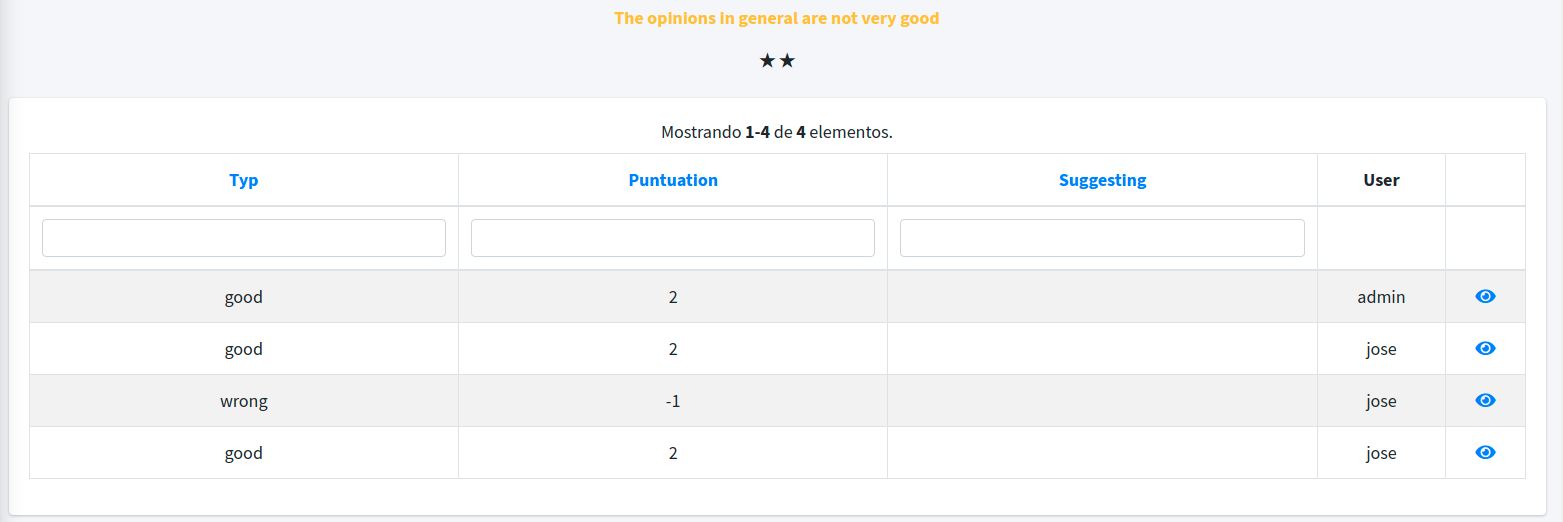 The opinions in general are not very good
★★
Mostrando 1-4 de 4 elementos.
Typ Puntuation Suggesting User
good 2 admin
good 2 jose
wrong -1 jose
good 2 jose